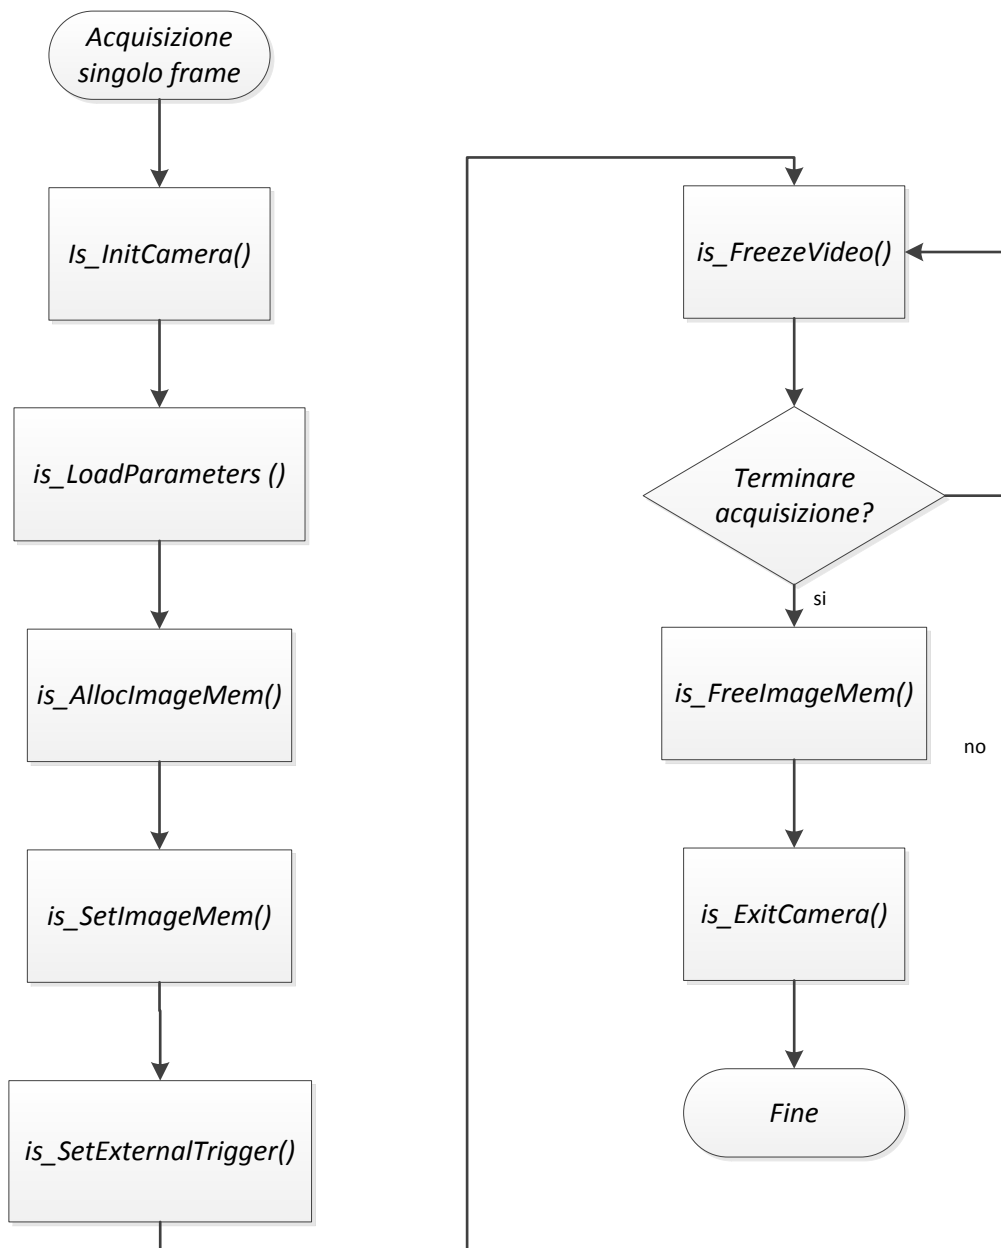 Acquisizione
singolo frame
Is_InitCamera()
is_LoadParameters ()
is_AllocImageMem()
is_SetImageMem()
is_SetExternalTrigger()
is_FreezeVideo()
Terminare
acquisizione?
si
is_FreeImageMem()
no
is_ExitCamera()
Fine